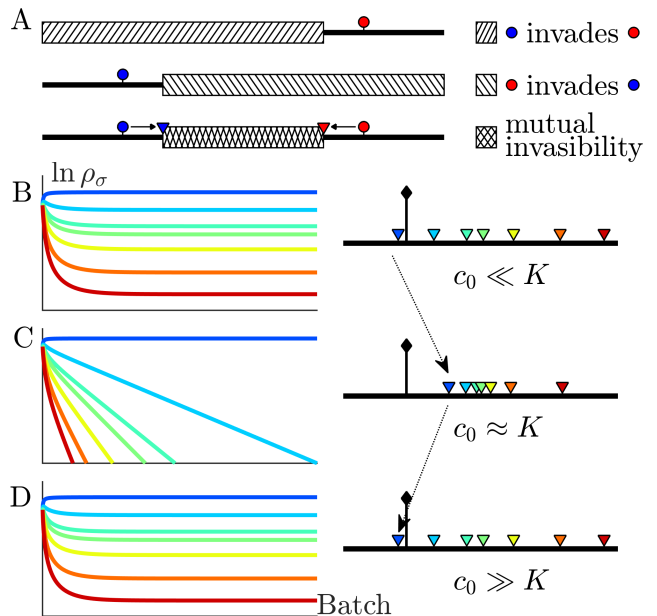 A
invades
invades
mutual
invasibility
B
ln ρσ
c0 ≪ K
C
c0 ≈ K
D
c0 ≫ K
Batch